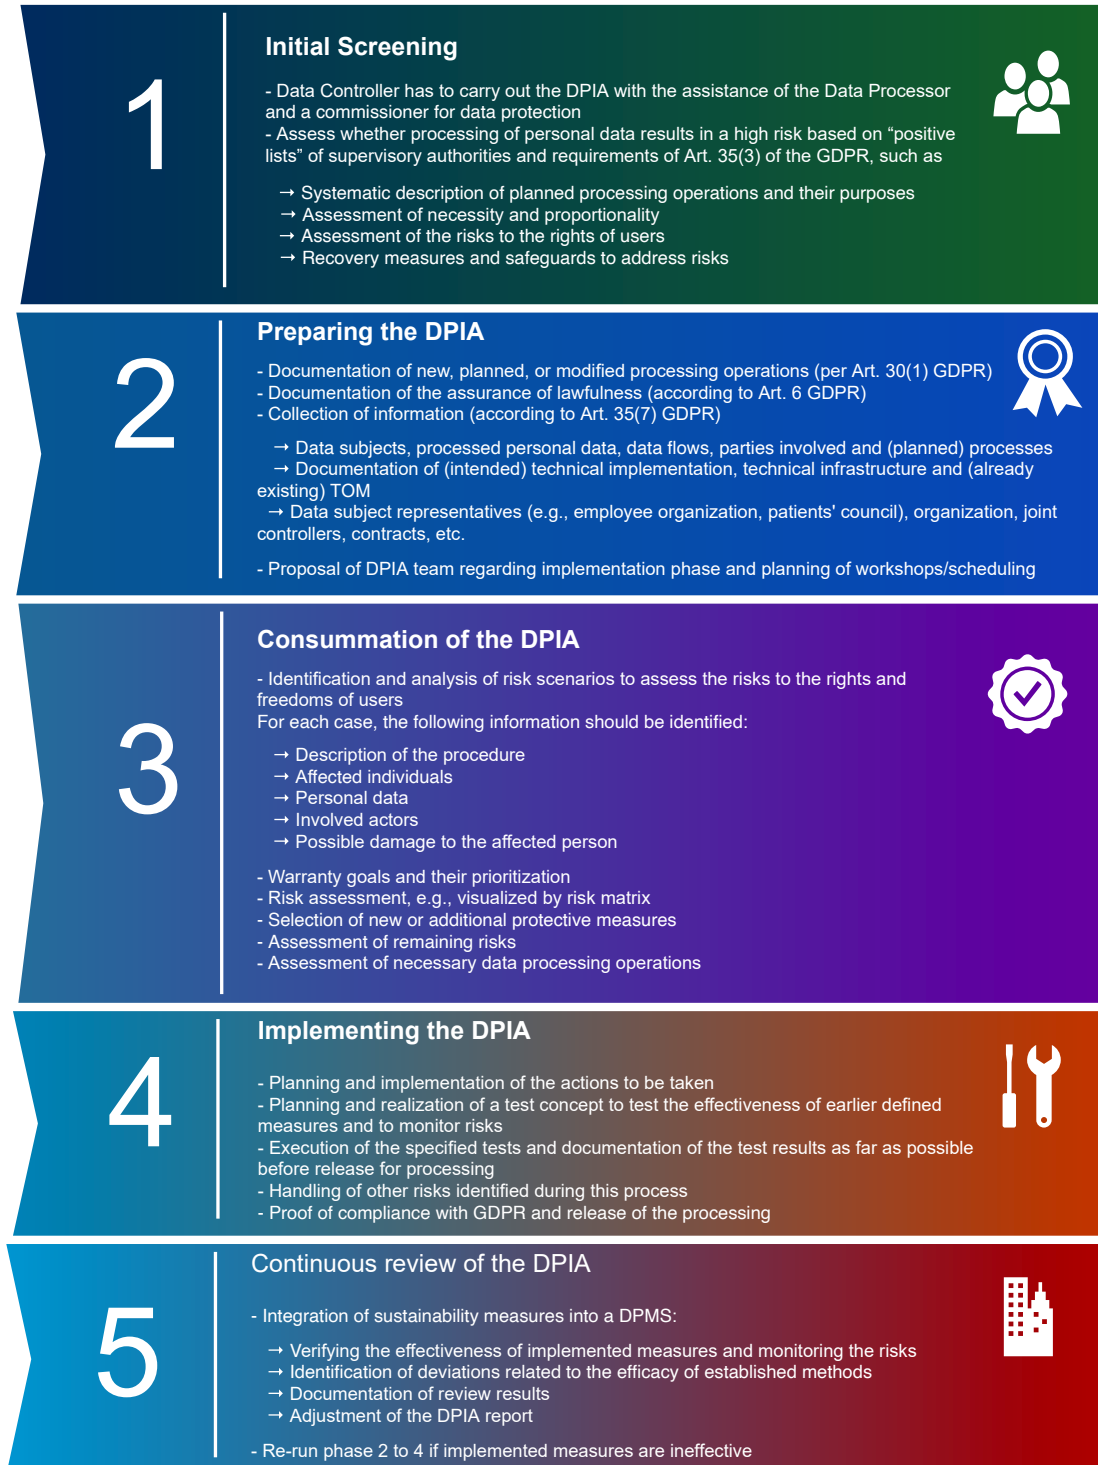 1
Initial Screening
- Data Controller has to carry out the DPIA with the assistance of the Data Processor
and a commissioner for data protection
- Assess whether processing of personal data results in a high risk based on “positive
lists” of supervisory authorities and requirements of Art. 35(3) of the GDPR, such as
→ Systematic description of planned processing operations and their purposes
→ Assessment of necessity and proportionality
→ Assessment of the risks to the rights of users
→ Recovery measures and safeguards to address risks
2
Preparing the DPIA
- Documentation of new, planned, or modified processing operations (per Art. 30(1) GDPR)
- Documentation of the assurance of lawfulness (according to Art. 6 GDPR)
- Collection of information (according to Art. 35(7) GDPR)
→ Data subjects, processed personal data, data flows, parties involved and (planned) processes
→ Documentation of (intended) technical implementation, technical infrastructure and (already
existing) TOM
→ Data subject representatives (e.g., employee organization, patients' council), organization, joint
controllers, contracts, etc.
- Proposal of DPIA team regarding implementation phase and planning of workshops/scheduling
3
Consummation of the DPIA
- Identification and analysis of risk scenarios to assess the risks to the rights and
freedoms of users
For each case, the following information should be identified:
→ Description of the procedure
→ Affected individuals
→ Personal data
→ Involved actors
→ Possible damage to the affected person
- Warranty goals and their prioritization
- Risk assessment, e.g., visualized by risk matrix
- Selection of new or additional protective measures
- Assessment of remaining risks
- Assessment of necessary data processing operations
4
Implementing the DPIA
- Planning and implementation of the actions to be taken
- Planning and realization of a test concept to test the effectiveness of earlier defined
measures and to monitor risks
- Execution of the specified tests and documentation of the test results as far as possible
before release for processing
- Handling of other risks identified during this process
- Proof of compliance with GDPR and release of the processing
5
Continuous review of the DPIA
- Integration of sustainability measures into a DPMS:
→ Verifying the effectiveness of implemented measures and monitoring the risks
→ Identification of deviations related to the efficacy of established methods
→ Documentation of review results
→ Adjustment of the DPIA report
- Re-run phase 2 to 4 if implemented measures are ineffective